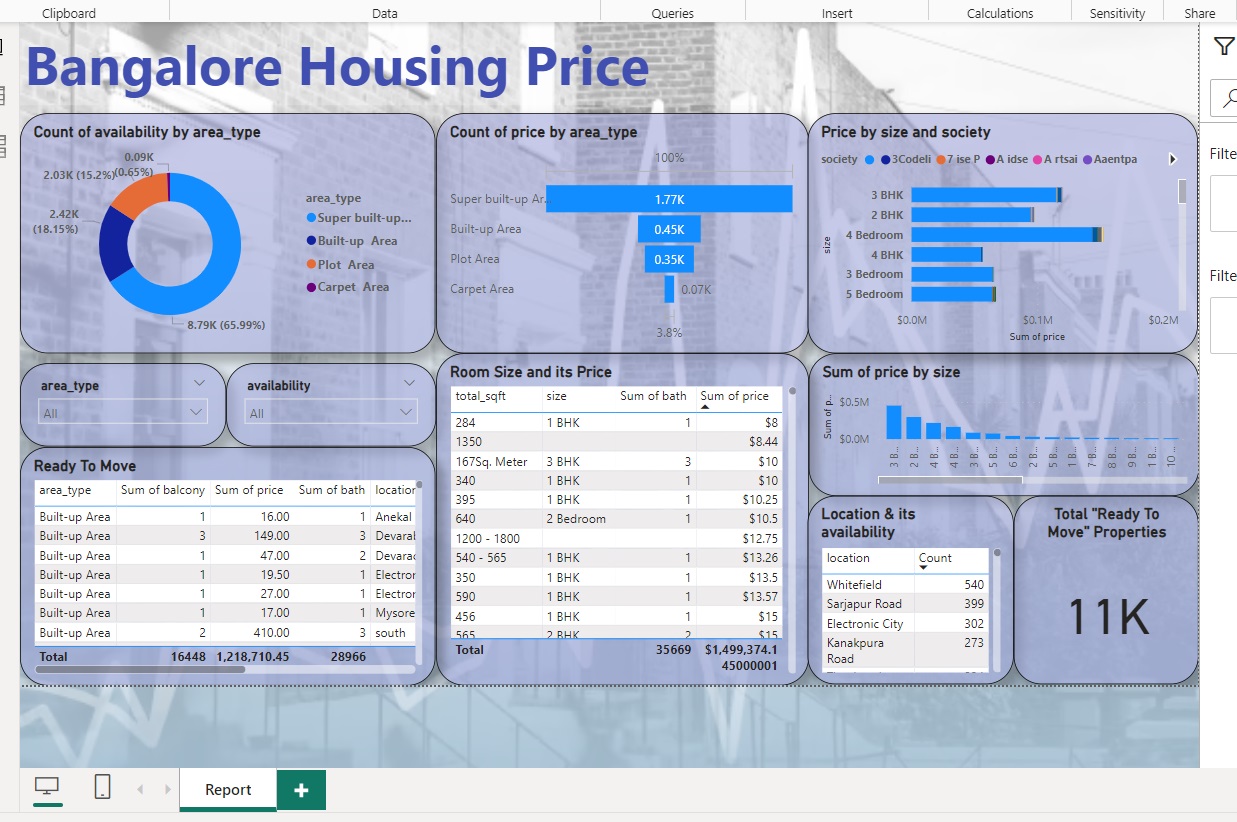 Clipboard
Data
Queries
Insert
Calculations
Sensitivity
Share
Bangalore Housing Price
Count of availability by area_type
0.09K
(0.65%)
2.03K (15.2%)
2.42K
(18.15%)
8.79K (65.99%)
area_type
Super built-up...
Built-up Area
Plot Area
Carpet Area
Count of price by area_type
100%
Super built-up Ar... 1.77K
Built-up Area 0.45K
Plot Area 0.35K
Carpet Area 0.07K
3.8%
Price by size and society
society 3Codeli 7 ise P A idse A rtsai Aaentpa
size
3 BHK
2 BHK
4 Bedroom
4 BHK
3 Bedroom
5 Bedroom
$0.0M $0.1M $0.2M
Sum of price
Filte
Filte
area_type
All
availability
All
Ready To Move
area_type Sum of balcony Sum of price Sum of bath location
Built-up Area 1 16.00 1 Anekal
Built-up Area 3 149.00 3 Devaral
Built-up Area 1 47.00 2 Devarac
Built-up Area 1 19.50 1 Electror
Built-up Area 1 27.00 1 Electror
Built-up Area 1 17.00 1 Mysore
Built-up Area 2 410.00 3 south
Total 16448 1,218,710.45 28966
Room Size and its Price
total_sqft size Sum of bath Sum of price
284 1 BHK 1 $8
1350 $8.44
167Sq. Meter 3 BHK 3 $10
340 1 BHK 1 $10
395 1 BHK 1 $10.25
640 2 Bedroom 1 $10.5
1200 - 1800 $12.75
540 - 565 1 BHK 1 $13.26
350 1 BHK 1 $13.5
590 1 BHK 1 $13.57
456 1 BHK 1 $15
565 2 BHK 2 $15
Total 35669 $1,499,374.1
45000001
Sum of price by size
Sum of p..
$0.5M
$0.0M
3 B... 2 B... 4 B... 4 B... 3 B... 5 B... 6 B... 2 B... 5 B... 1 B... 7 B... 8 B... 9 B... 1 B... 10 ...
Location & its
availability
location Count
Whitefield 540
Sarjapur Road 399
Electronic City 302
Kanakpura 273
Road
Total "Ready To
Move" Properties
11K
Report